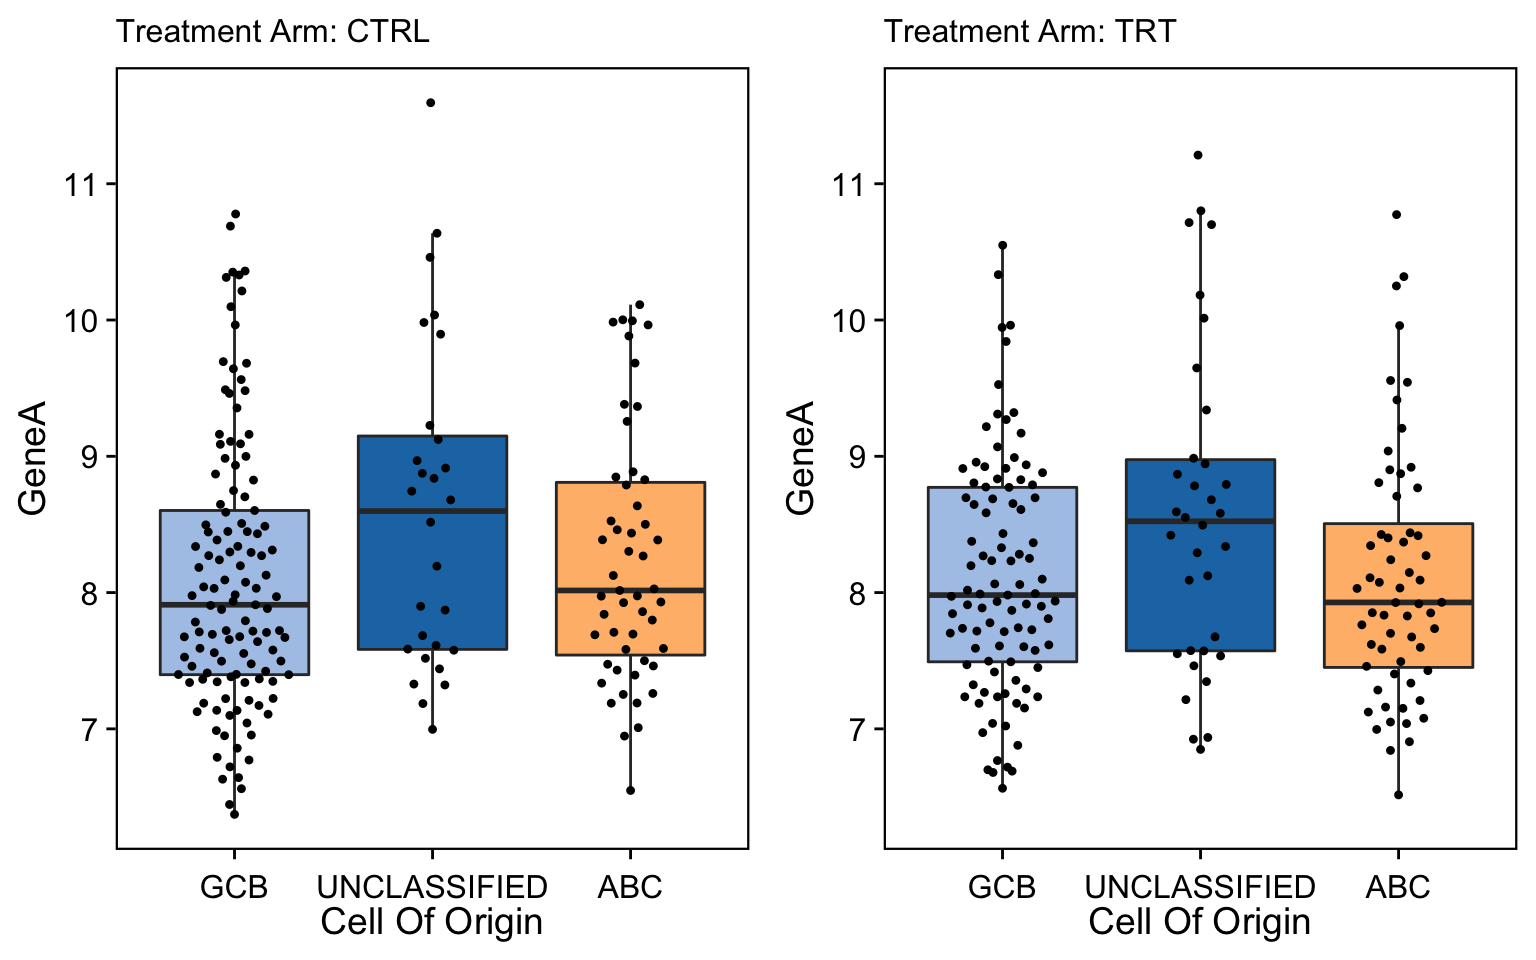 Treatment Arm: CTRL
11
10
9
8
7
GeneA
GCB UNCLASSIFIED ABC
Cell Of Origin
Treatment Arm: TRT
11
10
9
8
7
GeneA
GCB UNCLASSIFIED ABC
Cell Of Origin